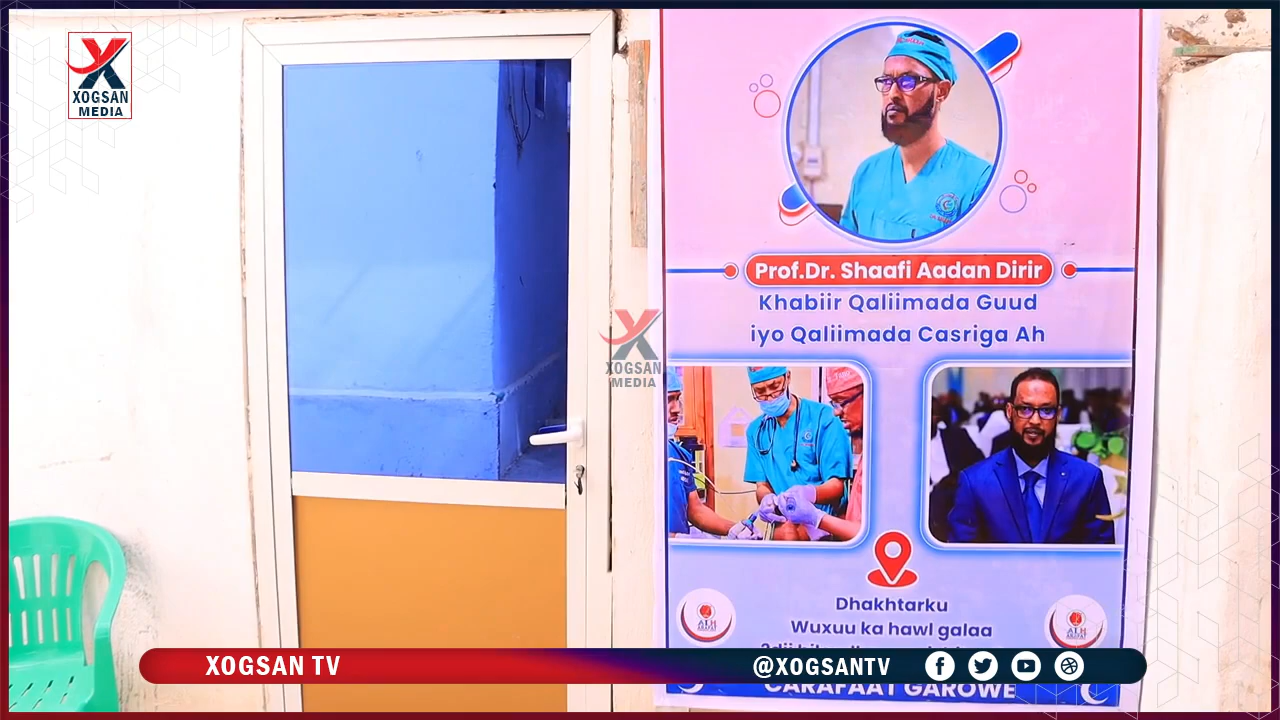 XOGSAN
MEDIA
Prof.Dr. Shaafi Aadan Dirir
Khabiir Qaliimada Guud
iyo Qaliimada Casriga Ah
XOGSAN
MEDIA
Dhakhtarku
Wuxuu ka hawl galaa
CARAFAAT GAROWE
XOGSAN TV
@XOGSANTV